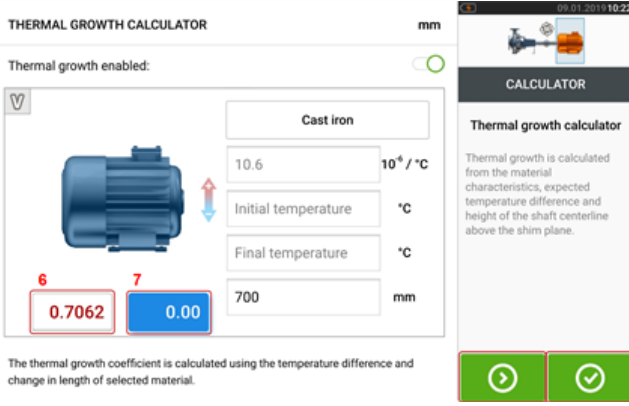 THERMAL GROWTH CALCULATOR mm
Thermal growth enabled:
V
Cast iron
10.6 10⁻⁶ / °C
Initial temperature °C
Final temperature °C
700 mm
6 7
0.7062 0.00
The thermal growth coefficient is calculated using the temperature difference and
change in length of selected material.
09.01.2019 10:22
CALCULATOR
Thermal growth calculator
Thermal growth is calculated
from the material
characteristics, expected
temperature difference and
height of the shaft centerline
above the shim plane.